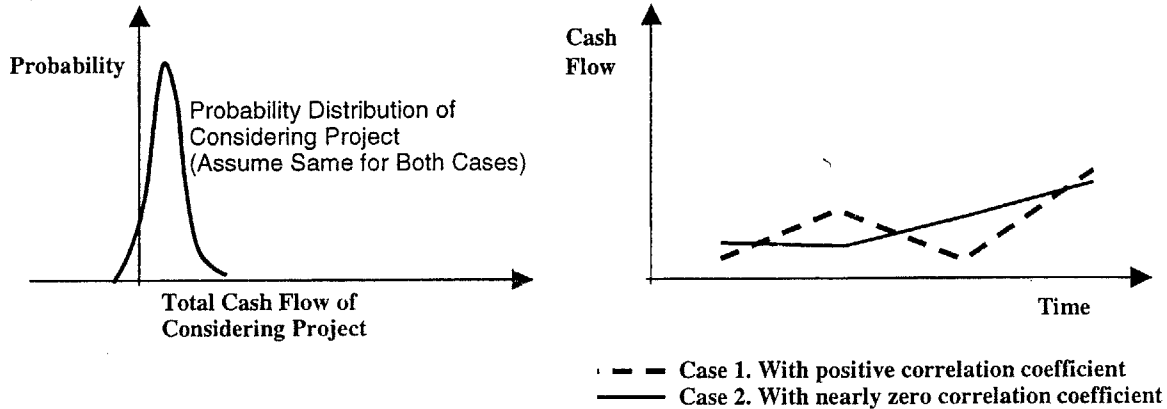 Probability
Probability Distribution of
Considering Project
(Assume Same for Both Cases)
Total Cash Flow of
Considering Project
Cash
Flow
Time
Case 1. With positive correlation coefficient
Case 2. With nearly zero correlation coefficient